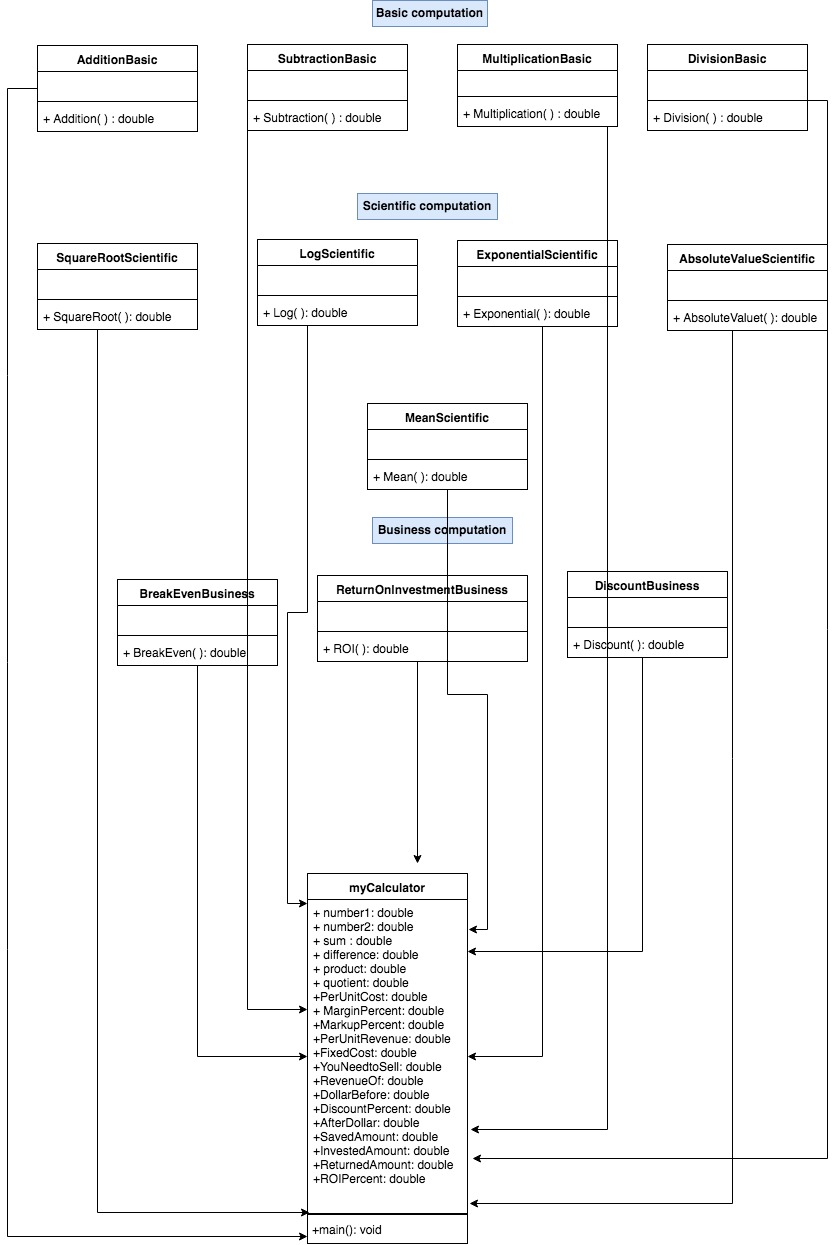 Basic computation
AdditionBasic
+ Addition( ) : double
SubtractionBasic
+ Subtraction( ) : double
MultiplicationBasic
+ Multiplication( ) : double
DivisionBasic
+ Division( ) : double
Scientific computation
SquareRootScientific
+ SquareRoot( ): double
LogScientific
+ Log( ): double
ExponentialScientific
+ Exponential( ): double
AbsoluteValueScientific
+ AbsoluteValuet( ): double
MeanScientific
+ Mean( ): double
Business computation
BreakEvenBusiness
+ BreakEven( ): double
ReturnOnInvestmentBusiness
+ ROI( ): double
DiscountBusiness
+ Discount( ): double
myCalculator
+ number1: double
+ number2: double
+ sum : double
+ difference: double
+ product: double
+ quotient: double
+PerUnitCost: double
+ MarginPercent: double
+MarkupPercent: double
+PerUnitRevenue: double
+FixedCost: double
+YouNeedtoSell: double
+RevenueOf: double
+DollarBefore: double
+DiscountPercent: double
+AfterDollar: double
+SavedAmount: double
+InvestedAmount: double
+ReturnedAmount: double
+ROIPercent: double
+main(): void